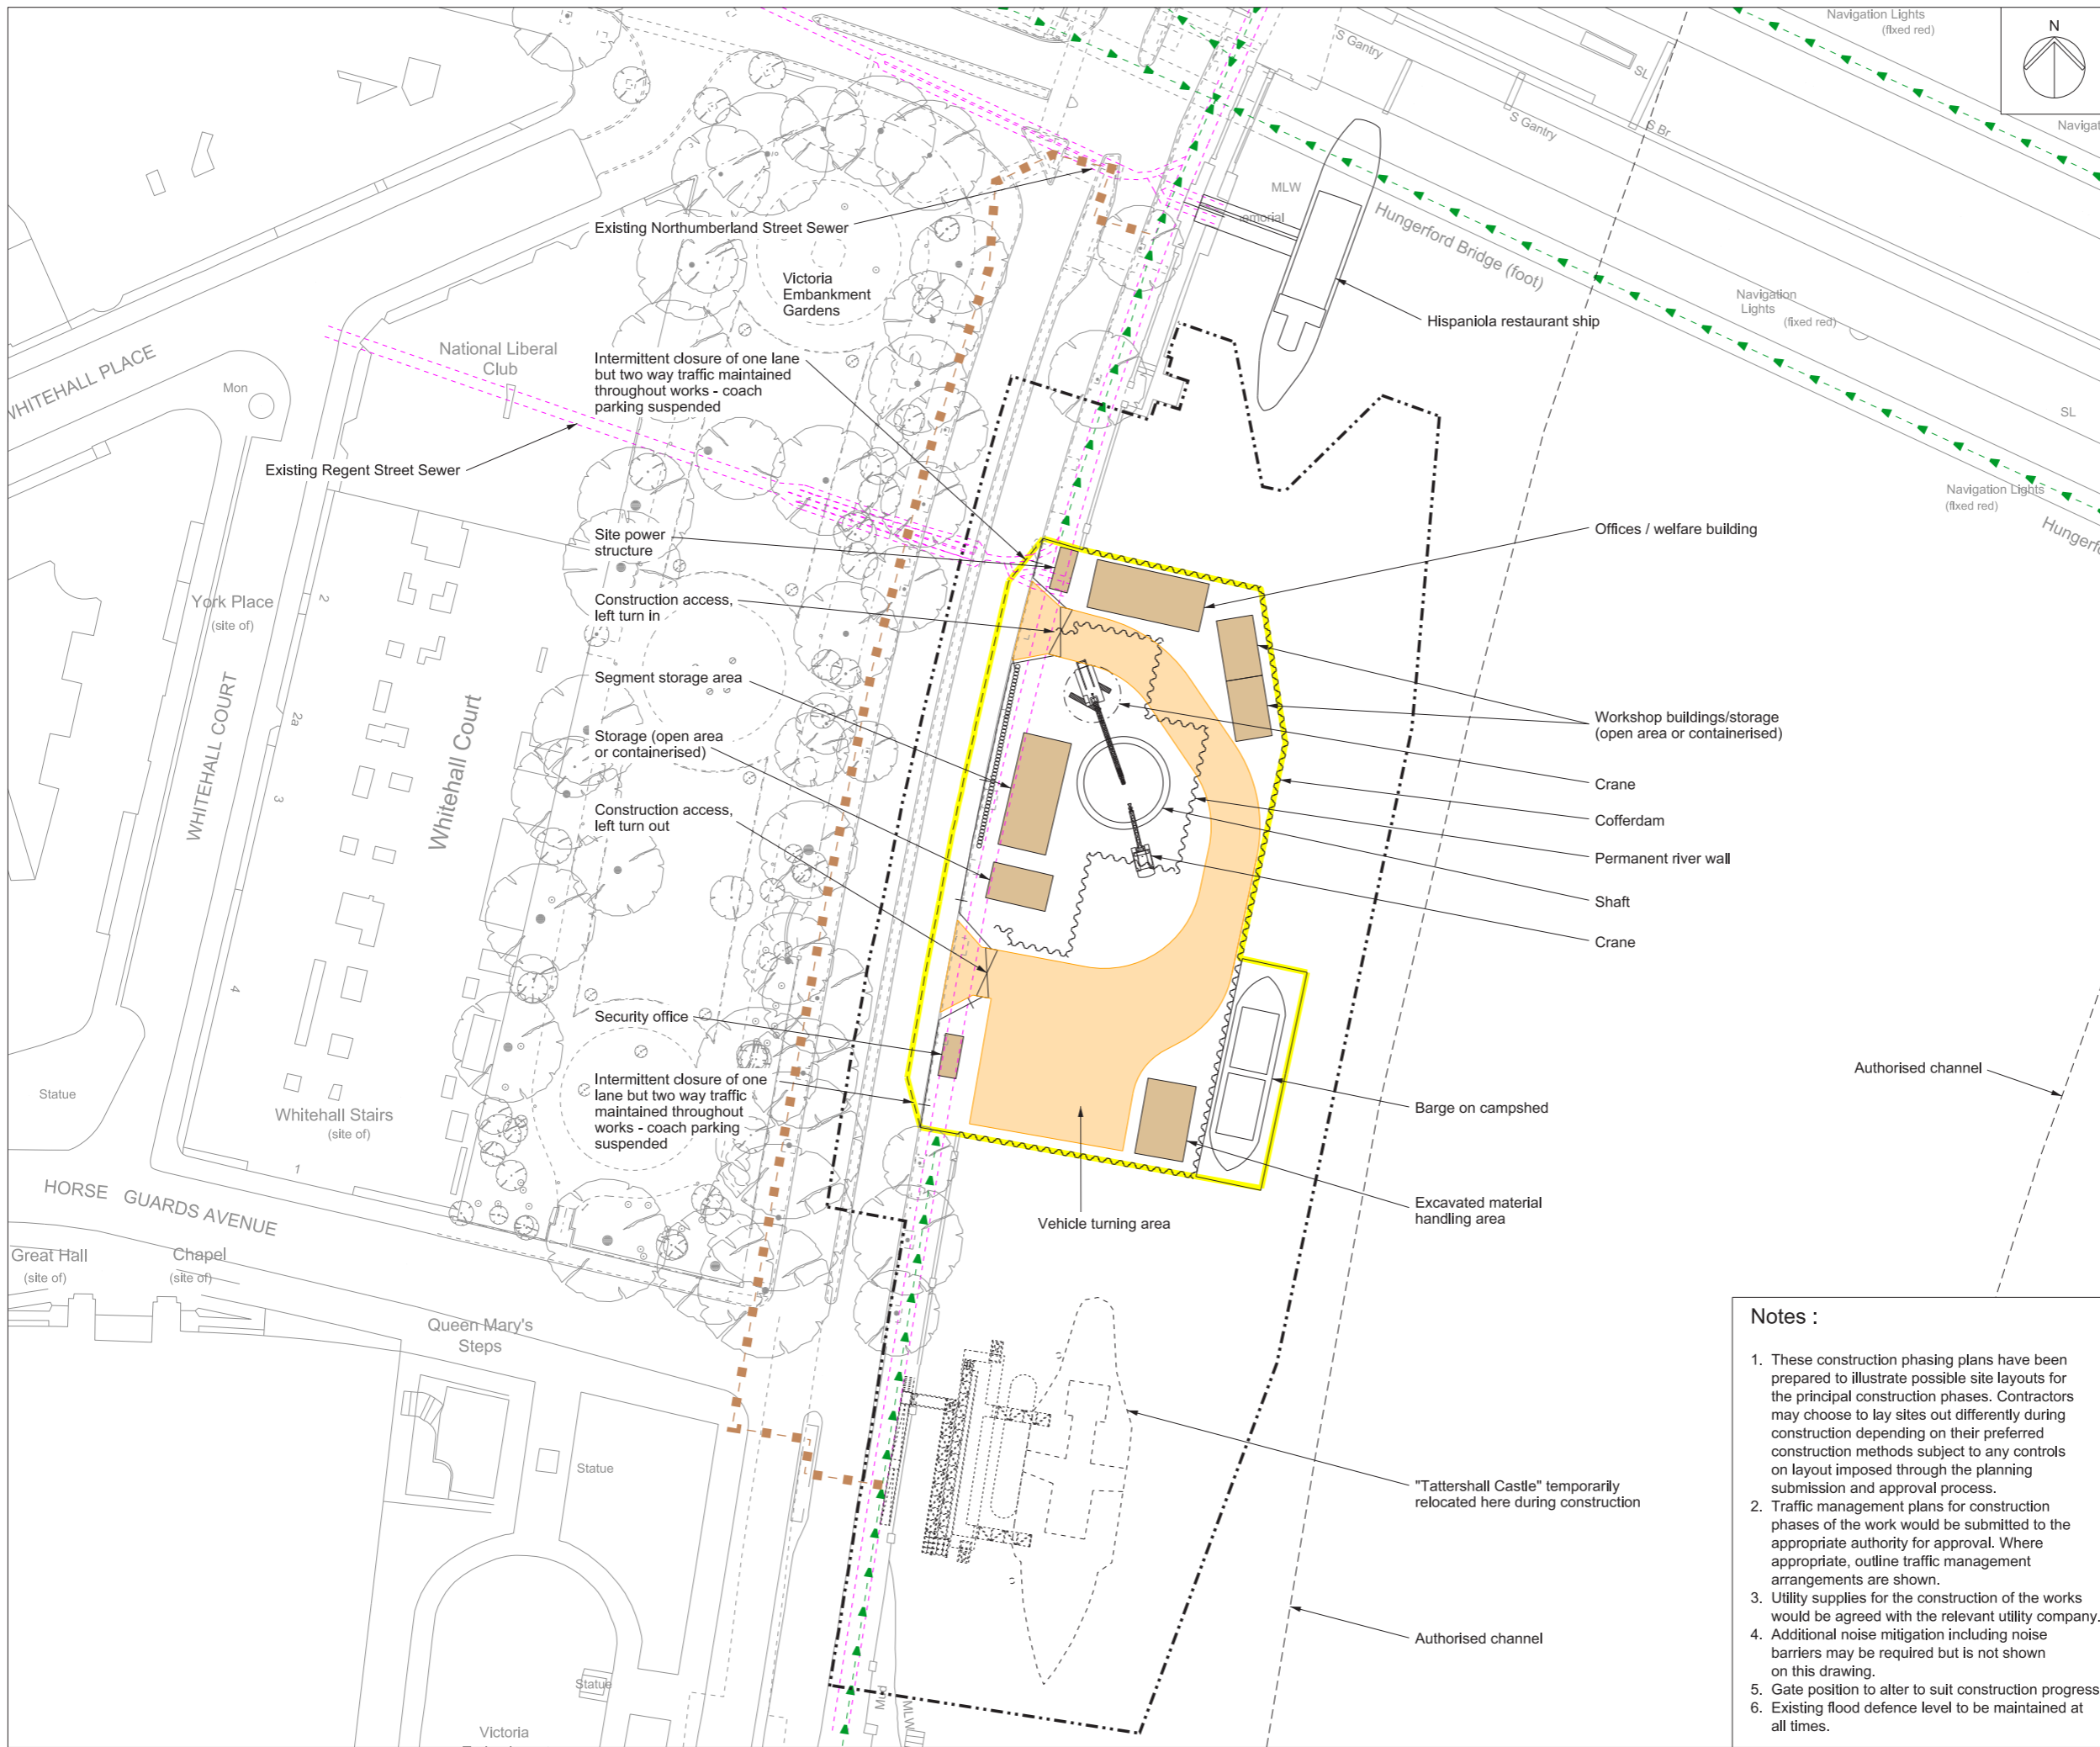 Navigation Lights
(fixed red)
N
S Gantry
SL
S Gantry
S Br
Navigat
MLW
emorial
Hungerford Bridge (foot)
Existing Northumberland Street Sewer
Victoria
Embankment
Gardens
Navigation
Lights
(fixed red)
Hispaniola restaurant ship
National Liberal
Club
Intermittent closure of one lane
but two way traffic maintained
throughout works - coach
parking suspended
WHITEHALL PLACE
Mon
SL
Existing Regent Street Sewer
Navigation Lights
(fixed red)
Hungerfo
Site power
structure
Offices / welfare building
York Place
(site of)
2
Construction access,
left turn in
Segment storage area
WHITEHALL COURT
2a
Whitehall Court
Workshop buildings/storage
(open area or containerised)
Storage (open area
or containerised)
Crane
3
Cofferdam
Construction access,
left turn out
Permanent river wall
Shaft
Crane
4
Security office
Statue
Intermittent closure of one
lane but two way traffic
maintained throughout
works - coach parking
suspended
Authorised channel
Whitehall Stairs
(site of)
Barge on campshed
1
HORSE GUARDS AVENUE
Vehicle turning area
Excavated material
handling area
Great Hall
(site of)
Chapel
(site of)
Queen Mary's
Steps
Statue
"Tattershall Castle" temporarily
relocated here during construction
Authorised channel
Statue
MLW
Victoria
Notes :
1. These construction phasing plans have been
prepared to illustrate possible site layouts for
the principal construction phases. Contractors
may choose to lay sites out differently during
construction depending on their preferred
construction methods subject to any controls
on layout imposed through the planning
submission and approval process.
2. Traffic management plans for construction
phases of the work would be submitted to the
appropriate authority for approval. Where
appropriate, outline traffic management
arrangements are shown.
3. Utility supplies for the construction of the works
would be agreed with the relevant utility company.
4. Additional noise mitigation including noise
barriers may be required but is not shown
on this drawing.
5. Gate position to alter to suit construction progress
6. Existing flood defence level to be maintained at
all times.